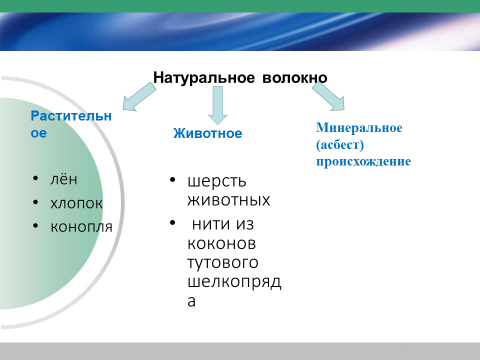 Натуральное волокно
Растительн
ое
Животное
Минеральное
(асбест)
происхождение
• лён
• хлопок
• конопля
• шерсть
животных
• нити из
коконов
тутового
шелкопряд
а